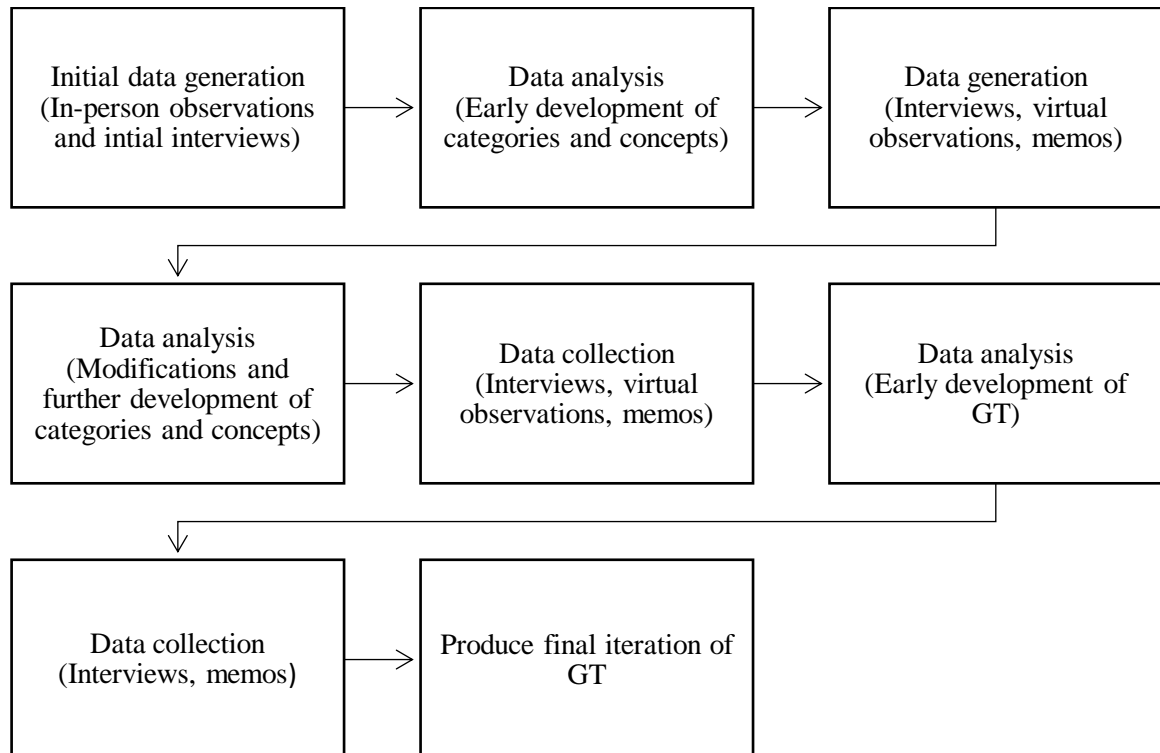 Initial data generation
(In-person observations
and intial interviews)
Data analysis
(Early development of
categories and concepts)
Data generation
(Interviews, virtual
observations, memos)
Data analysis
(Modifications and
further development of
categories and concepts)
Data collection
(Interviews, virtual
observations, memos)
Data analysis
(Early development of
GT)
Data collection
(Interviews, memos)
Produce final iteration of
GT